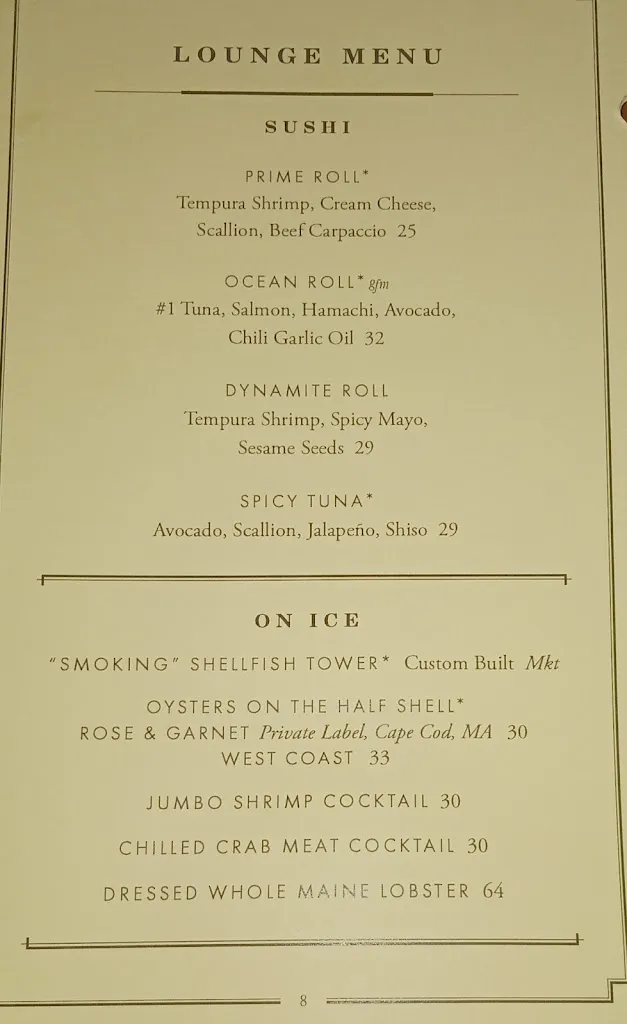 LOUNGE MENU
SUSHI
PRIME ROLL*
Tempura Shrimp, Cream Cheese,
Scallion, Beef Carpaccio 25
OCEAN ROLL* gfm
#1 Tuna, Salmon, Hamachi, Avocado,
Chili Garlic Oil 32
DYNAMITE ROLL
Tempura Shrimp, Spicy Mayo,
Sesame Seeds 29
SPICY TUNA*
Avocado, Scallion, Jalapeño, Shiso 29
ON ICE
"SMOKING" SHELLFISH TOWER* Custom Built Mkt
OYSTERS ON THE HALF SHELL*
ROSE & GARNET Private Label, Cape Cod, MA 30
WEST COAST 33
JUMBO SHRIMP COCKTAIL 30
CHILLED CRAB MEAT COCKTAIL 30
DRESSED WHOLE MAINE LOBSTER 64
8